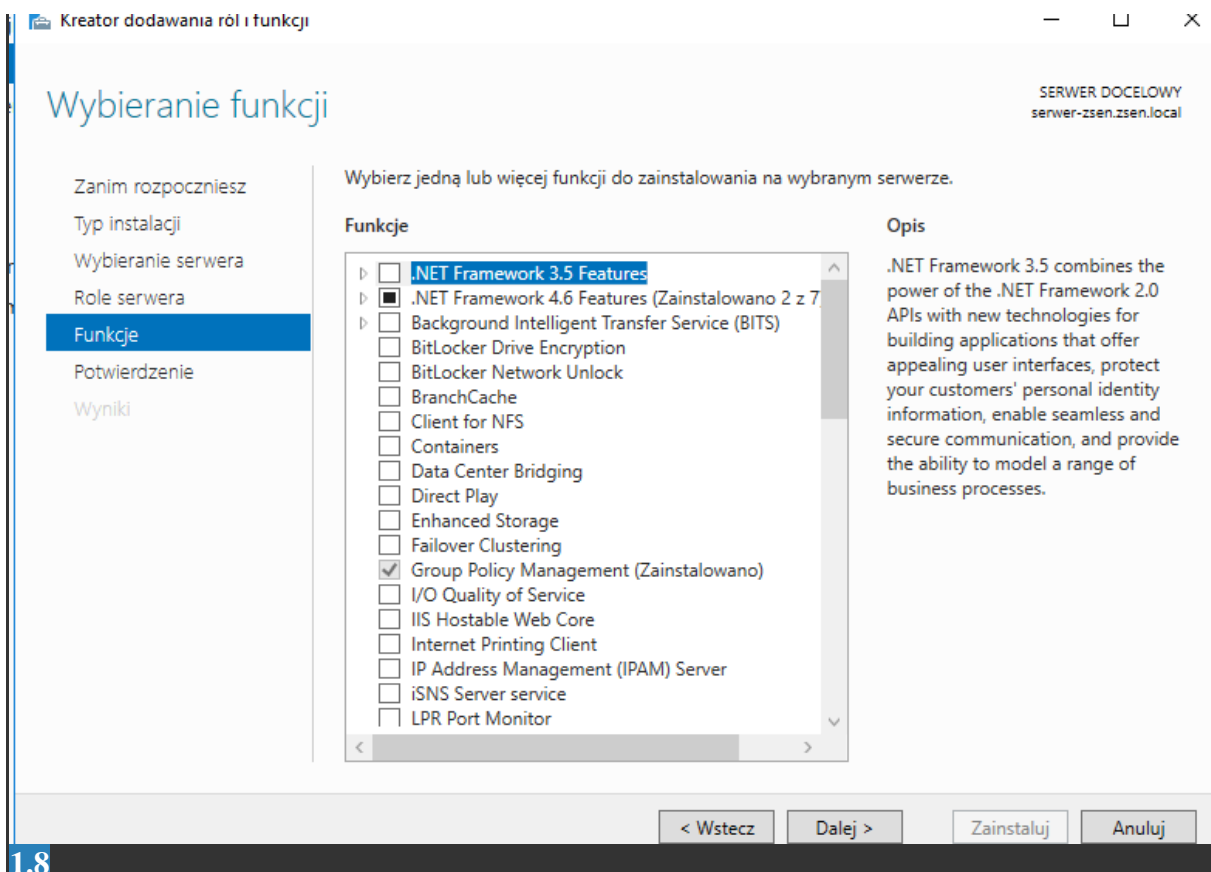 Kreator dodawania ról i funkcji
Wybieranie funkcji
SERWER DOCELOWY
serwer-zsen.zsen.local
Zanim rozpoczniesz
Typ instalacji
Wybieranie serwera
Role serwera
Funkcje
Potwierdzenie
Wyniki
Wybierz jedną lub więcej funkcji do zainstalowania na wybranym serwerze.
Funkcje
.NET Framework 3.5 Features
.NET Framework 4.6 Features (Zainstalowano 2 z 7
Background Intelligent Transfer Service (BITS)
BitLocker Drive Encryption
BitLocker Network Unlock
BranchCache
Client for NFS
Containers
Data Center Bridging
Direct Play
Enhanced Storage
Failover Clustering
Group Policy Management (Zainstalowano)
I/O Quality of Service
IIS Hostable Web Core
Internet Printing Client
IP Address Management (IPAM) Server
iSNS Server service
LPR Port Monitor
Opis
.NET Framework 3.5 combines the
power of the .NET Framework 2.0
APIs with new technologies for
building applications that offer
appealing user interfaces, protect
your customers' personal identity
information, enable seamless and
secure communication, and provide
the ability to model a range of
business processes.
< Wstecz
Dalej >
Zainstaluj
Anuluj
1.8